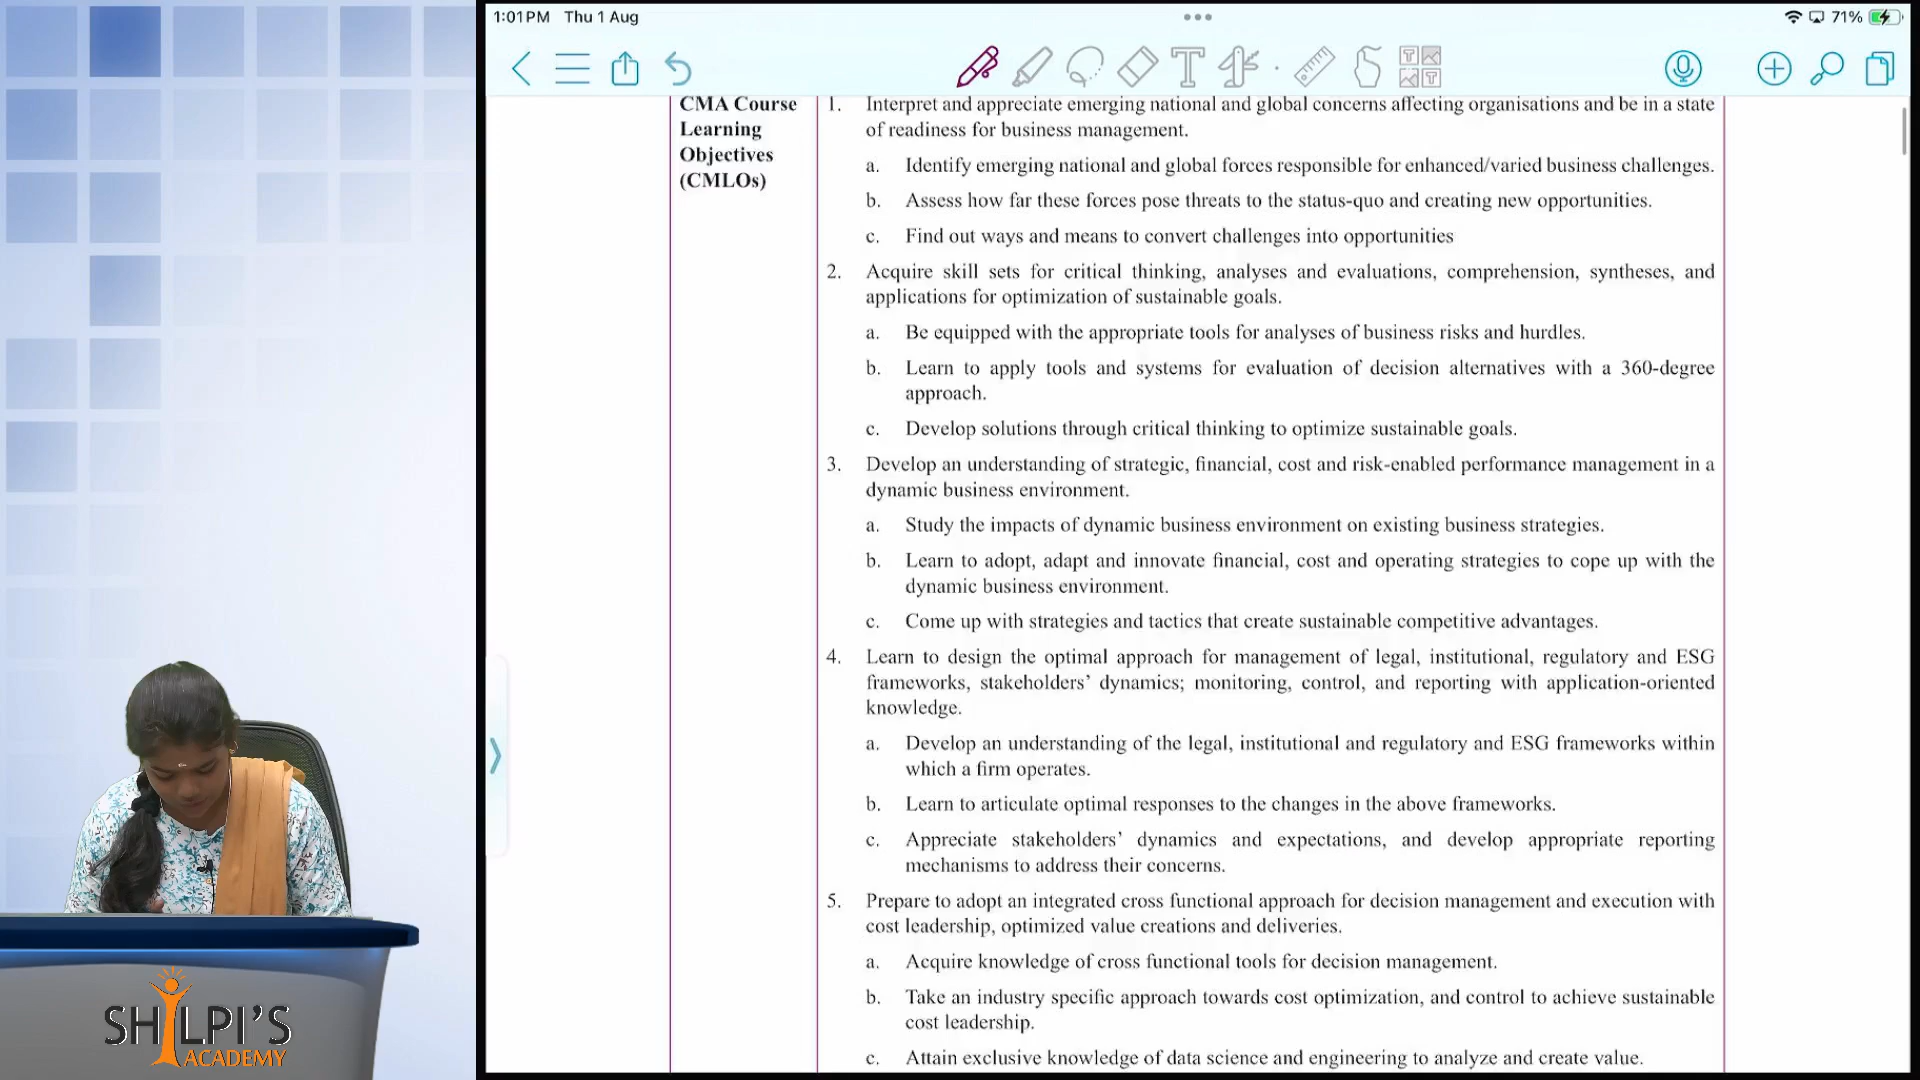 1:01 PM Thu 1 Aug
71%
CMA Course
Learning
Objectives
(CMLOs)
1. Interpret and appreciate emerging national and global concerns affecting organisations and be in a state
of readiness for business management.
a. Identify emerging national and global forces responsible for enhanced/varied business challenges.
b. Assess how far these forces pose threats to the status-quo and creating new opportunities.
c. Find out ways and means to convert challenges into opportunities
2. Acquire skill sets for critical thinking, analyses and evaluations, comprehension, syntheses, and
applications for optimization of sustainable goals.
a. Be equipped with the appropriate tools for analyses of business risks and hurdles.
b. Learn to apply tools and systems for evaluation of decision alternatives with a 360-degree
approach.
c. Develop solutions through critical thinking to optimize sustainable goals.
3. Develop an understanding of strategic, financial, cost and risk-enabled performance management in a
dynamic business environment.
a. Study the impacts of dynamic business environment on existing business strategies.
b. Learn to adopt, adapt and innovate financial, cost and operating strategies to cope up with the
dynamic business environment.
c. Come up with strategies and tactics that create sustainable competitive advantages.
4. Learn to design the optimal approach for management of legal, institutional, regulatory and ESG
frameworks, stakeholders' dynamics; monitoring, control, and reporting with application-oriented
knowledge.
a. Develop an understanding of the legal, institutional and regulatory and ESG frameworks within
which a firm operates.
b. Learn to articulate optimal responses to the changes in the above frameworks.
c. Appreciate stakeholders' dynamics and expectations, and develop appropriate reporting
mechanisms to address their concerns.
5. Prepare to adopt an integrated cross functional approach for decision management and execution with
cost leadership, optimized value creations and deliveries.
a. Acquire knowledge of cross functional tools for decision management.
b. Take an industry specific approach towards cost optimization, and control to achieve sustainable
cost leadership.
c. Attain exclusive knowledge of data science and engineering to analyze and create value.
SHILPI'S
ACADEMY